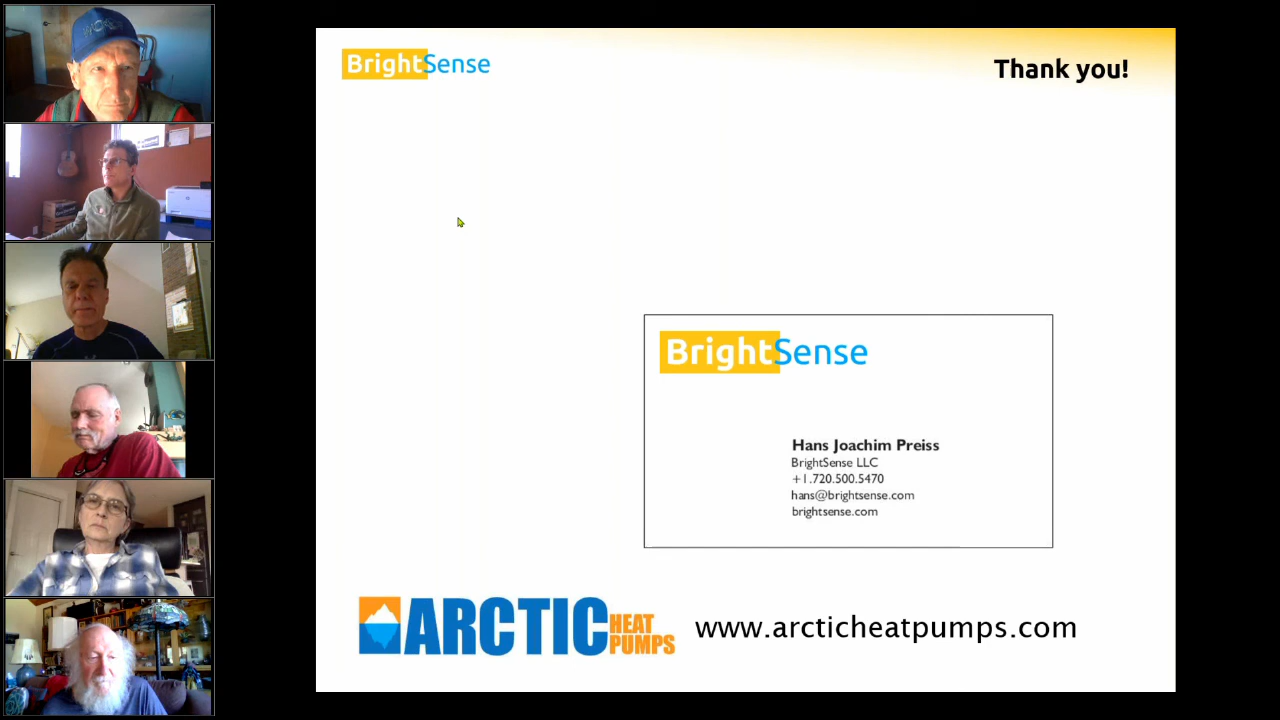 BrightSense
Thank you!
BrightSense
Hans Joachim Preiss
BrightSense LLC
+1.720.500.5470
hans@brightsense.com
brightsense.com
ARCTIC HEAT PUMPS
www.arcticheatpumps.com